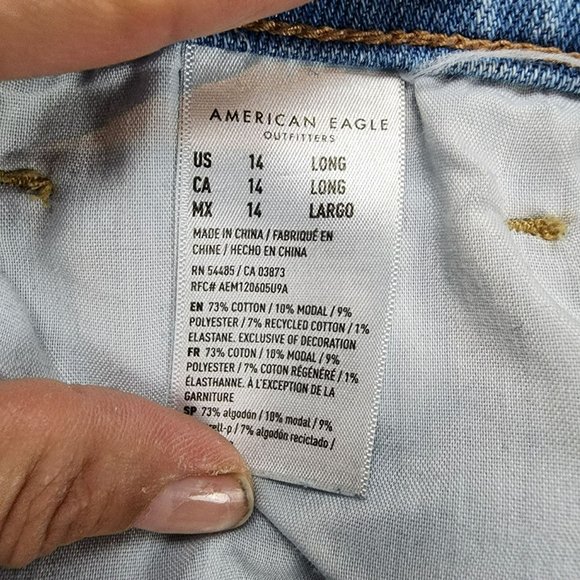 AMERICAN EAGLE
OUTFITTERS
US 14 LONG
CA 14 LONG
MX 14 LARGO
MADE IN CHINA / FABRIQUÉ EN
CHINE / HECHO EN CHINA
RN 54485 / CA 03873
RFC# AEM120605U9A
EN 73% COTTON / 10% MODAL / 9%
POLYESTER / 7% RECYCLED COTTON / 1%
ELASTANE. EXCLUSIVE OF DECORATION
FR 73% COTON / 10% MODAL / 9%
POLYESTER / 7% COTON RÉGÉNÉRÉ / 1%
ÉLASTHANNE. À L'EXCEPTION DE LA
GARNITURE
SP 73% algodón / 10% modal / 9%
/ 7% algodón reciclado /